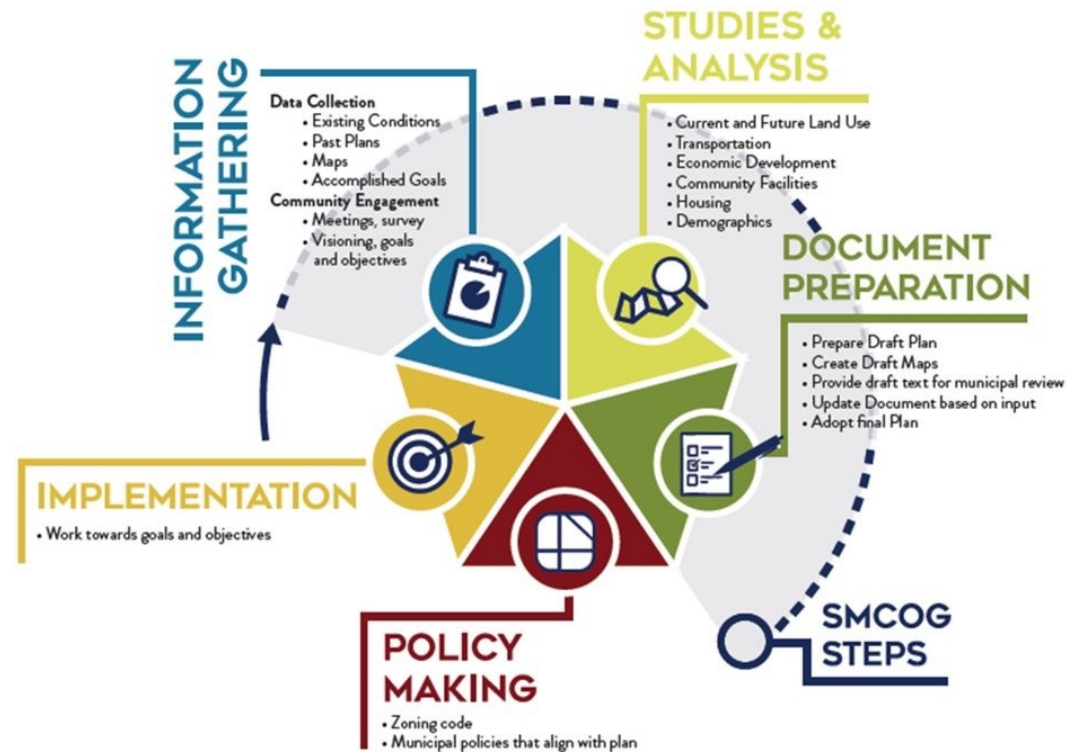 INFORMATION
GATHERING
Data Collection
• Existing Conditions
• Past Plans
• Maps
• Accomplished Goals
Community Engagement
• Meetings, survey
• Visioning, goals
and objectives
STUDIES &
ANALYSIS
• Current and Future Land Use
• Transportation
• Economic Development
• Community Facilities
• Housing
• Demographics
DOCUMENT
PREPARATION
• Prepare Draft Plan
• Create Draft Maps
• Provide draft text for municipal review
• Update Document based on input
• Adopt final Plan
SMCOG
STEPS
POLICY
MAKING
• Zoning code
• Municipal policies that align with plan
IMPLEMENTATION
• Work towards goals and objectives